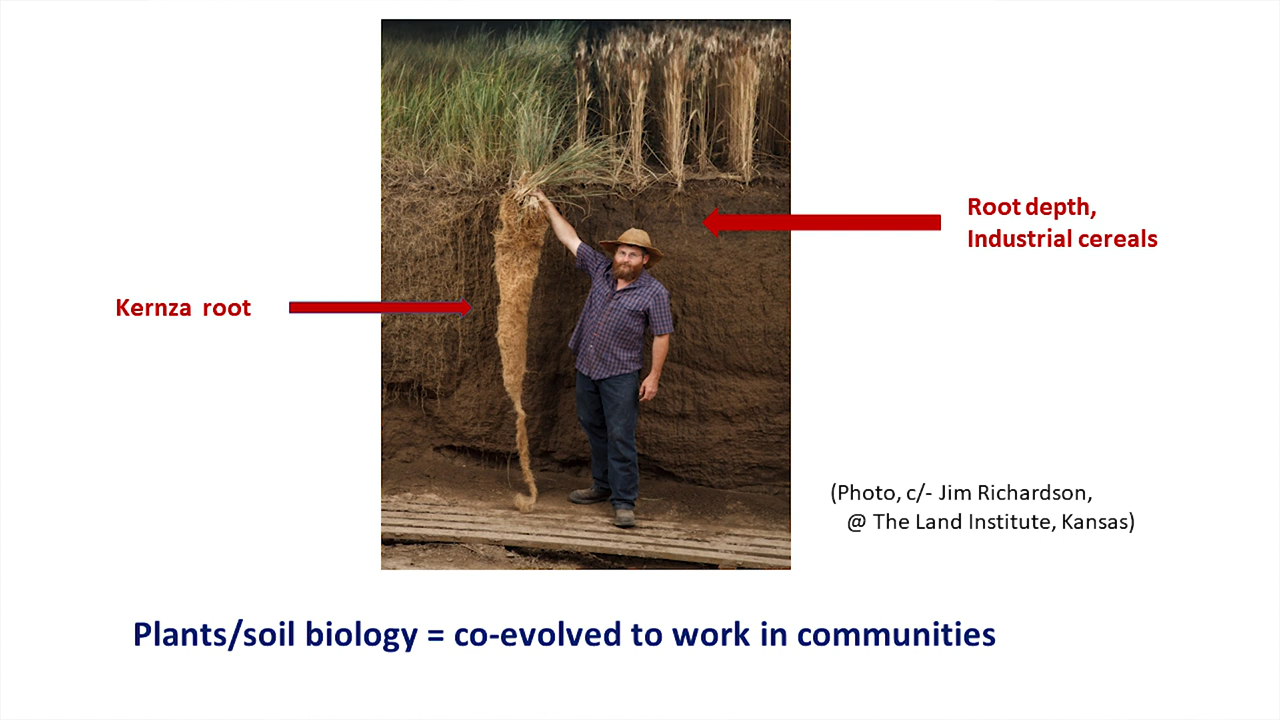 Root depth,
Industrial cereals
Kernza root
(Photo, c/- Jim Richardson,
@ The Land Institute, Kansas)
Plants/soil biology = co-evolved to work in communities